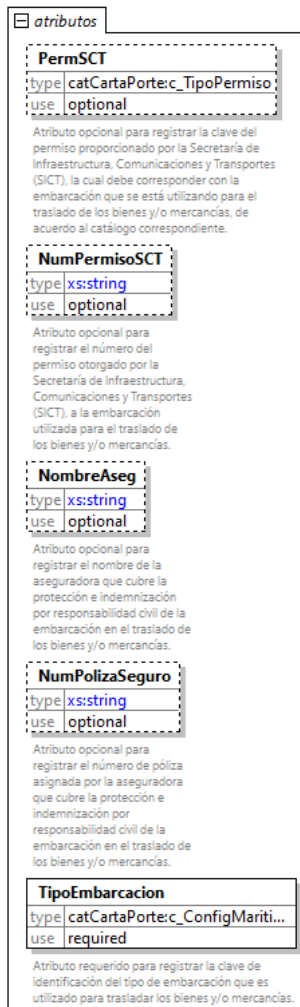 atributos
PermSCT
type catCartaPorte:c_TipoPermiso
use optional
Atributo opcional para registrar la clave del
permiso proporcionado por la Secretaría de
Infraestructura, Comunicaciones y Transportes
(SICT), la cual debe corresponder con la
embarcación que se está utilizando para el
traslado de los bienes y/o mercancías, de
acuerdo al catálogo correspondiente.
NumPermisoSCT
type xs:string
use optional
Atributo opcional para
registrar el número del
permiso otorgado por la
Secretaría de Infraestructura,
Comunicaciones y Transportes
(SICT), a la embarcación
utilizada para el traslado de
los bienes y/o mercancías.
NombreAseg
type xs:string
use optional
Atributo opcional para
registrar el nombre de la
aseguradora que cubre la
protección e indemnización
por responsabilidad civil de la
embarcación en el traslado de
los bienes y/o mercancías.
NumPolizaSeguro
type xs:string
use optional
Atributo opcional para
registrar el número de póliza
asignada por la aseguradora
que cubre la protección e
indemnización por
responsabilidad civil de la
embarcación en el traslado de
los bienes y/o mercancías.
TipoEmbarcacion
type catCartaPorte:c_ConfigMariti...
use required
Atributo requerido para registrar la clave de
identificación del tipo de embarcación que es
utilizado para trasladar los bienes y/o mercancías.